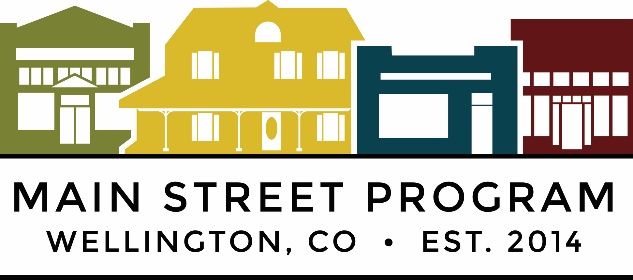 MAIN STREET PROGRAM
WELLINGTON, CO • EST. 2014